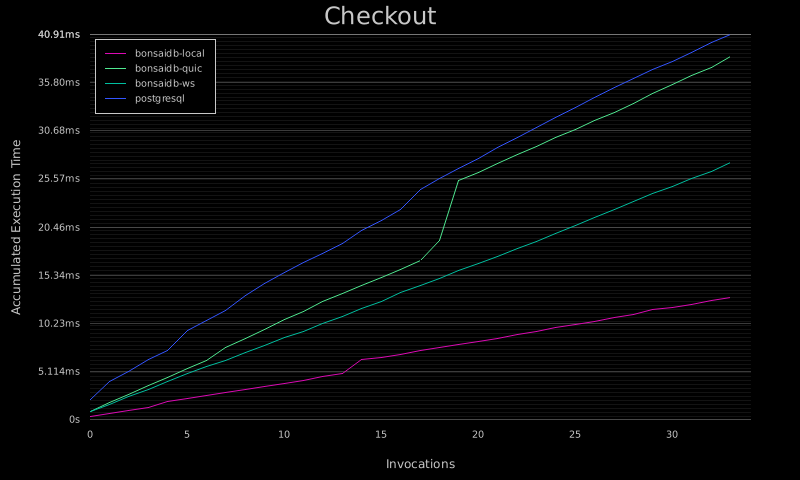 Checkout
40.91ms
35.80ms
30.68ms
25.57ms
20.46ms
15.34ms
10.23ms
5.114ms
0s
bonsaidb-local
bonsaidb-quic
bonsaidb-ws
postgresql
Accumulated Execution Time
0 5 10 15 20 25 30
Invocations